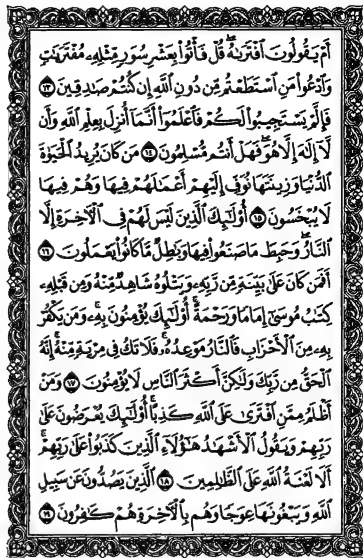 أَمْ يَقُولُونَ ٱفْتَرَىٰهُ ۖ قُلْ فَأْتُوا۟ بِعَشْرِ سُوَرٍ مِّثْلِهِۦ مُفْتَرَيَٰتٍ
وَٱدْعُوا۟ مَنِ ٱسْتَطَعْتُم مِّن دُونِ ٱللَّهِ إِن كُنتُمْ صَٰدِقِينَ ١٣
فَإِلَّمْ يَسْتَجِيبُوا۟ لَكُمْ فَٱعْلَمُوٓا۟ أَنَّمَآ أُنزِلَ بِعِلْمِ ٱللَّهِ وَأَن
لَّآ إِلَٰهَ إِلَّا هُوَ ۖ فَهَلْ أَنتُم مُّسْلِمُونَ ١٤ مَن كَانَ يُرِيدُ ٱلْحَيَوٰةَ
ٱلدُّنْيَا وَزِينَتَهَا نُوَفِّ إِلَيْهِمْ أَعْمَٰلَهُمْ فِيهَا وَهُمْ فِيهَا
لَا يُبْخَسُونَ ١٥ أُو۟لَٰٓئِكَ ٱلَّذِينَ لَيْسَ لَهُمْ فِى ٱلْءَاخِرَةِ إِلَّا
ٱلنَّارُ ۖ وَحَبِطَ مَا صَنَعُوا۟ فِيهَا وَبَٰطِلٌ مَّا كَانُوا۟ يَعْمَلُونَ ١٦
أَفَمَن كَانَ عَلَىٰ بَيِّنَةٍ مِّن رَّبِّهِۦ وَيَتْلُوهُ شَاهِدٌ مِّنْهُ وَمِن قَبْلِهِۦ
كِتَٰبُ مُوسَىٰٓ إِمَامًا وَرَحْمَةً ۚ أُو۟لَٰٓئِكَ يُؤْمِنُونَ بِهِۦ ۚ وَمَن يَكْفُرْ
بِهِۦ مِنَ ٱلْأَحْزَابِ فَٱلنَّارُ مَوْعِدُهُۥ ۚ فَلَا تَكُ فِى مِرْيَةٍ مِّنْهُ ۚ إِنَّهُ
ٱلْحَقُّ مِن رَّبِّكَ وَلَٰكِنَّ أَكْثَرَ ٱلنَّاسِ لَا يُؤْمِنُونَ ١٧ وَمَنْ
أَظْلَمُ مِمَّنِ ٱفْتَرَىٰ عَلَى ٱللَّهِ كَذِبًا ۚ أُو۟لَٰٓئِكَ يُعْرَضُونَ عَلَىٰ
رَبِّهِمْ وَيَقُولُ ٱلْأَشْهَٰدُ هَٰٓؤُلَآءِ ٱلَّذِينَ كَذَبُوا۟ عَلَىٰ رَبِّهِمْ ۚ
أَلَا لَعْنَةُ ٱللَّهِ عَلَى ٱلظَّٰلِمِينَ ١٨ ٱلَّذِينَ يَصُدُّونَ عَن سَبِيلِ
ٱللَّهِ وَيَبْغُونَهَا عِوَجًا وَهُم بِٱلْءَاخِرَةِ هُمْ كَٰفِرُونَ ١٩